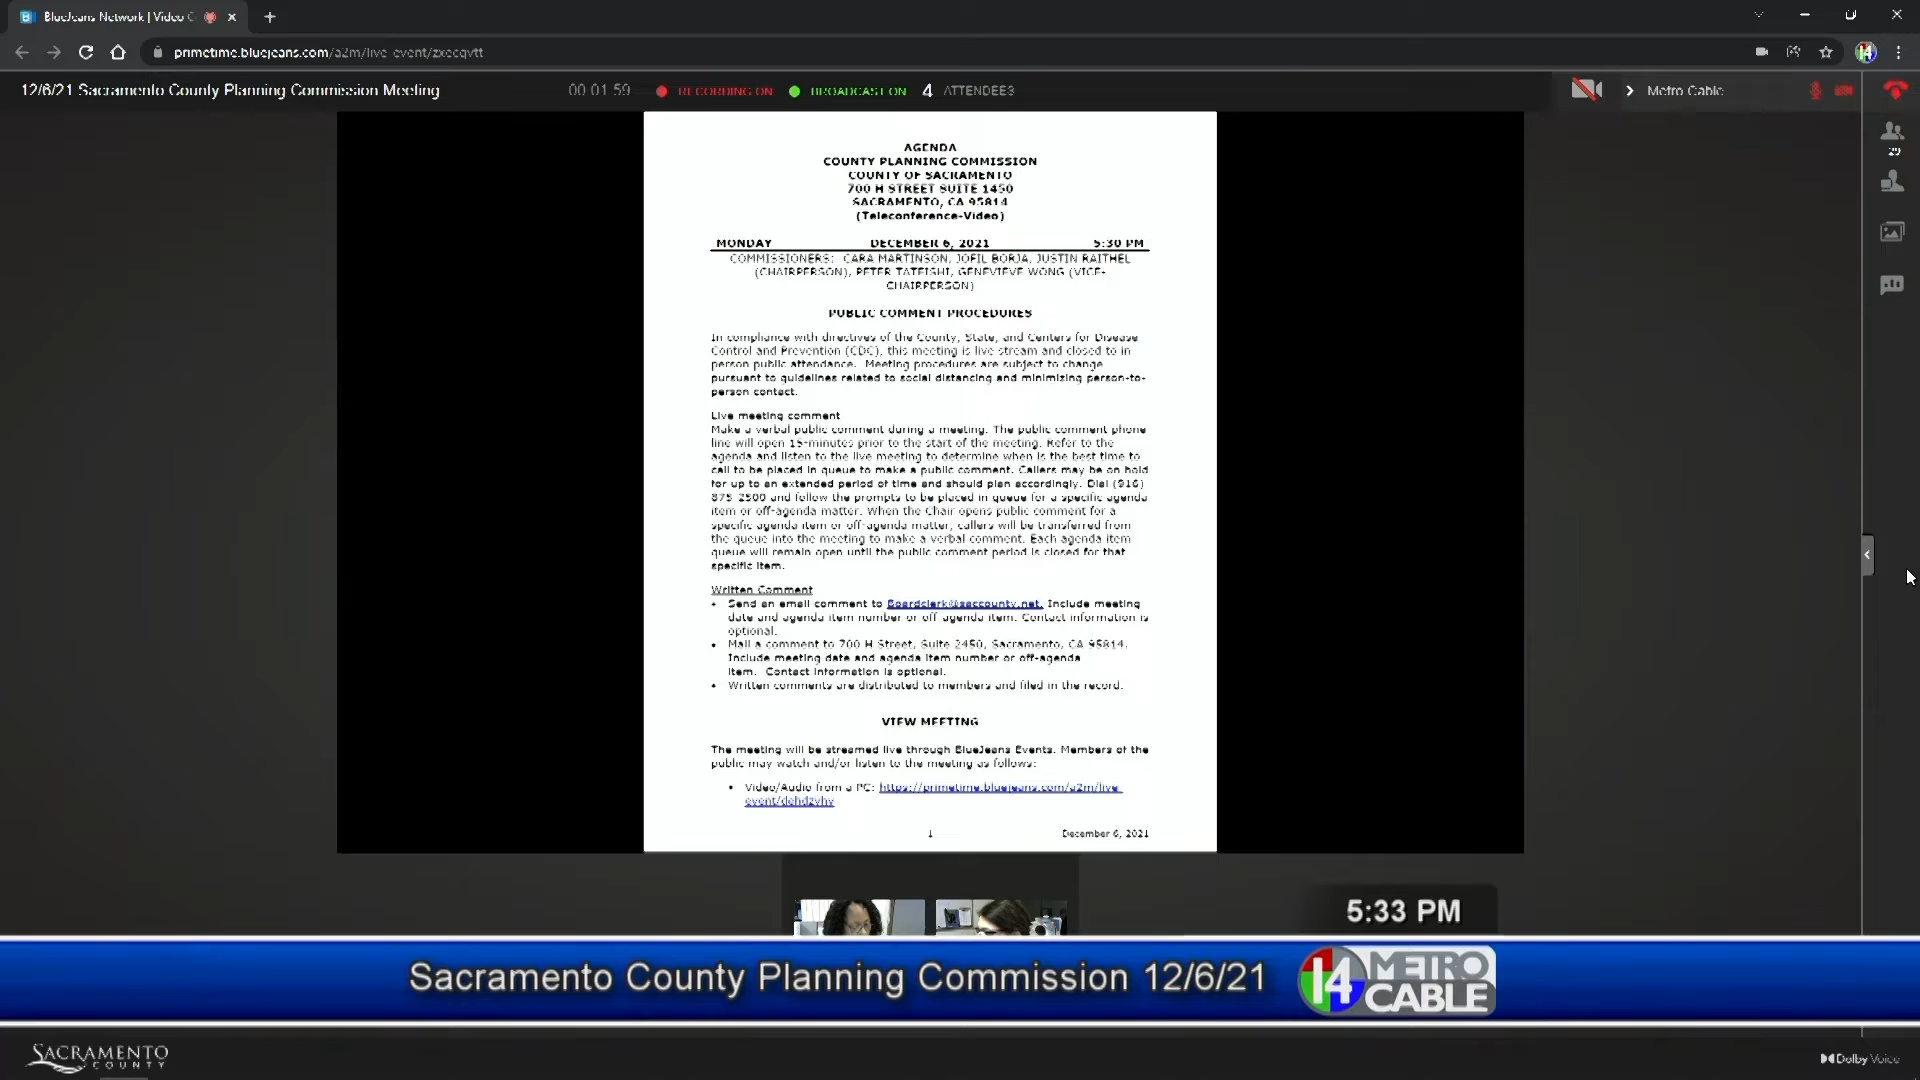 BlueJeans Network | Video C
primetime.bluejeans.com/a2m/live-event/zxecqvtt
12/6/21 Sacramento County Planning Commission Meeting
00:01:59
RECORDING ON
BROADCAST ON
4 ATTENDEES
Metro Cable
29
AGENDA
COUNTY PLANNING COMMISSION
COUNTY OF SACRAMENTO
700 H STREET SUITE 1450
SACRAMENTO, CA 95814
(Teleconference-Video)
MONDAY DECEMBER 6, 2021 5:30 PM
COMMISSIONERS: CARA MARTINSON, JOFIL BORJA, JUSTIN RAITHEL
(CHAIRPERSON), PETER TATEISHI, GENEVIEVE WONG (VICE-
CHAIRPERSON)
PUBLIC COMMENT PROCEDURES
In compliance with directives of the County, State, and Centers for Disease
Control and Prevention (CDC), this meeting is live stream and closed to in
person public attendance. Meeting procedures are subject to change
pursuant to guidelines related to social distancing and minimizing person-to-
person contact.
Live meeting comment
Make a verbal public comment during a meeting. The public comment phone
line will open 15-minutes prior to the start of the meeting. Refer to the
agenda and listen to the live meeting to determine when is the best time to
call to be placed in queue to make a public comment. Callers may be on hold
for up to an extended period of time and should plan accordingly. Dial (916)
875-2500 and follow the prompts to be placed in queue for a specific agenda
item or off-agenda matter. When the Chair opens public comment for a
specific agenda item or off-agenda matter, callers will be transferred from
the queue into the meeting to make a verbal comment. Each agenda item
queue will remain open until the public comment period is closed for that
specific item.
Written Comment
• Send an email comment to Boardclerk@saccounty.net. Include meeting
date and agenda item number or off-agenda item. Contact information is
optional.
• Mail a comment to 700 H Street, Suite 2450, Sacramento, CA 95814.
Include meeting date and agenda item number or off-agenda
item. Contact information is optional.
• Written comments are distributed to members and filed in the record.
VIEW MEETING
The meeting will be streamed live through BlueJeans Events. Members of the
public may watch and/or listen to the meeting as follows:
• Video/Audio from a PC: https://primetime.bluejeans.com/a2m/live-
event/dehdzvhv
1 December 6, 2021
5:33 PM
Sacramento County Planning Commission 12/6/21
14 METRO
CABLE
SACRAMENTO
COUNTY
Dolby Voice